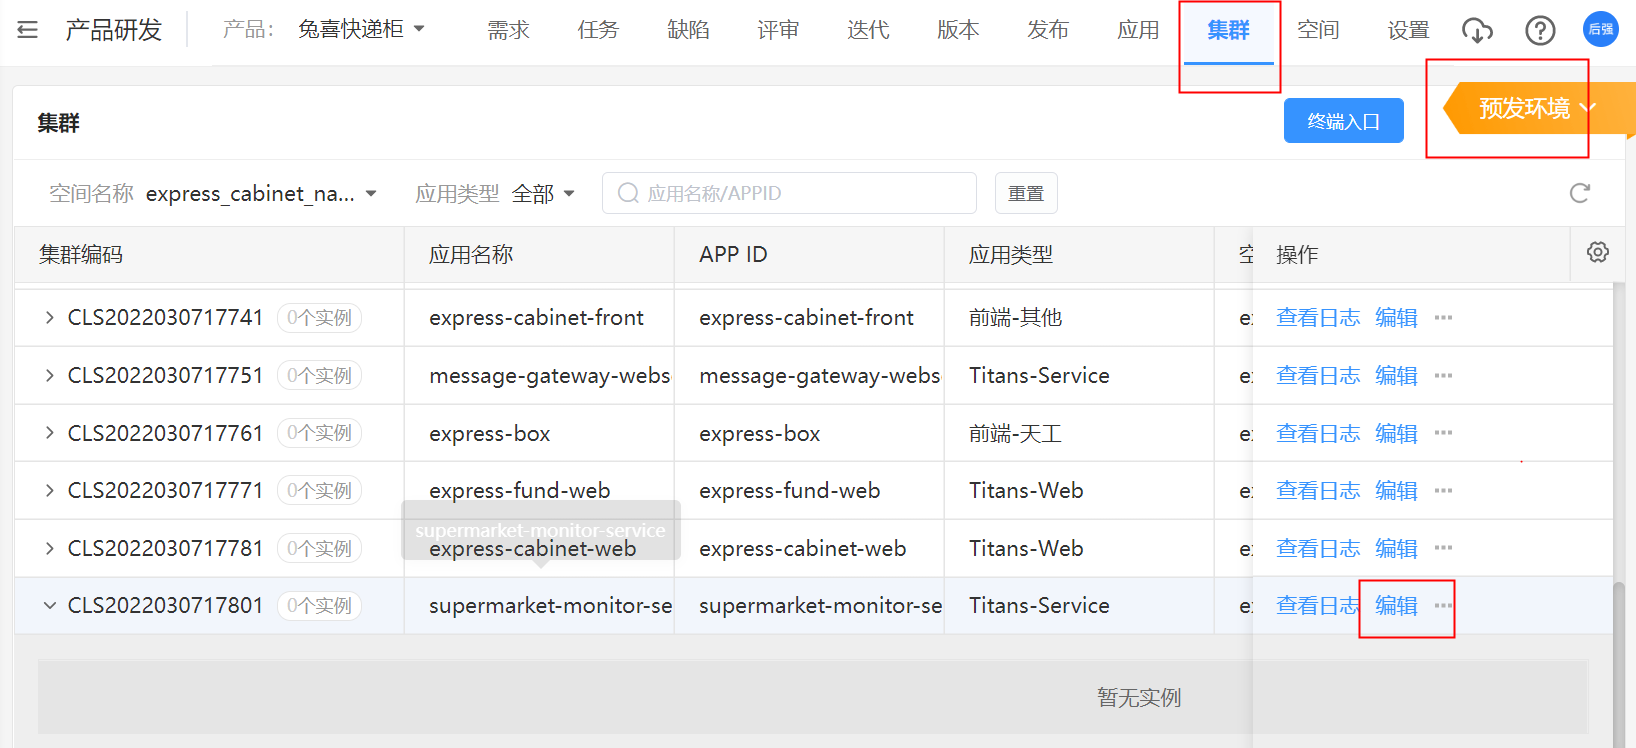 产品研发 产品： 兔喜快递柜 需求 任务 缺陷 评审 迭代 版本 发布 应用 集群 空间 设置 后强
集群 终端入口 预发环境
空间名称 express_cabinet_na... 应用类型 全部 应用名称/APPID 重置
集群编码 应用名称 APP ID 应用类型 空 操作
CLS2022030717741 0个实例 express-cabinet-front express-cabinet-front 前端-其他 e 查看日志 编辑 ...
CLS2022030717751 0个实例 message-gateway-webs message-gateway-webs Titans-Service e 查看日志 编辑 ...
CLS2022030717761 0个实例 express-box express-box 前端-天工 e 查看日志 编辑 ...
CLS2022030717771 0个实例 express-fund-web express-fund-web Titans-Web e 查看日志 编辑 ...
supermarket-monitor-service
CLS2022030717781 0个实例 express-cabinet-web express-cabinet-web Titans-Web e 查看日志 编辑 ...
CLS2022030717801 0个实例 supermarket-monitor-se supermarket-monitor-se Titans-Service e 查看日志 编辑 ...
暂无实例